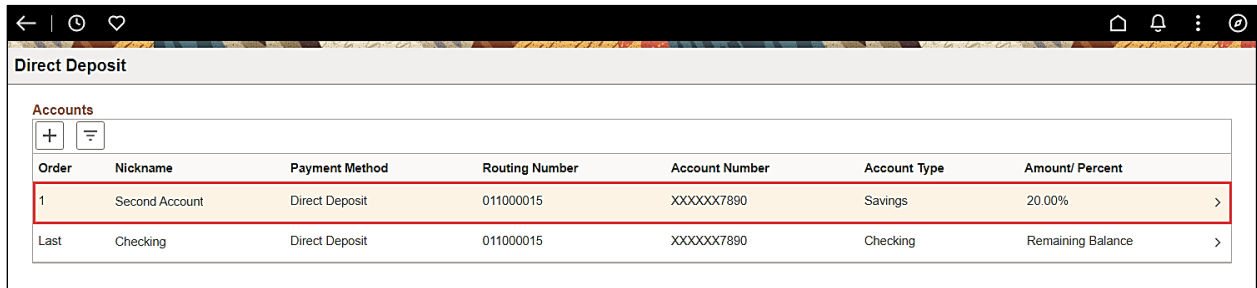 Direct Deposit
Accounts
Order Nickname Payment Method Routing Number Account Number Account Type Amount/ Percent
1 Second Account Direct Deposit 011000015 XXXXXX7890 Savings 20.00%
Last Checking Direct Deposit 011000015 XXXXXX7890 Checking Remaining Balance